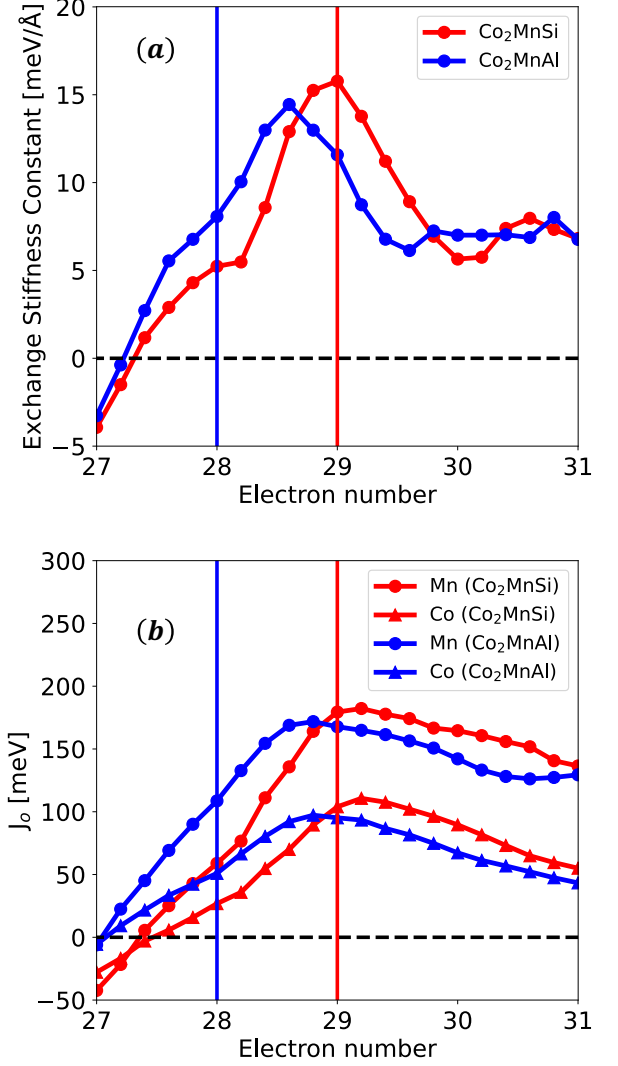 Exchange Stiffness Constant [meV/Å]
20
15
10
5
0
−5
(a)
Co₂MnSi
Co₂MnAl
27 28 29 30 31
Electron number
J₀ [meV]
300
250
200
150
100
50
0
−50
(b)
Mn (Co₂MnSi)
Co (Co₂MnSi)
Mn (Co₂MnAl)
Co (Co₂MnAl)
27 28 29 30 31
Electron number